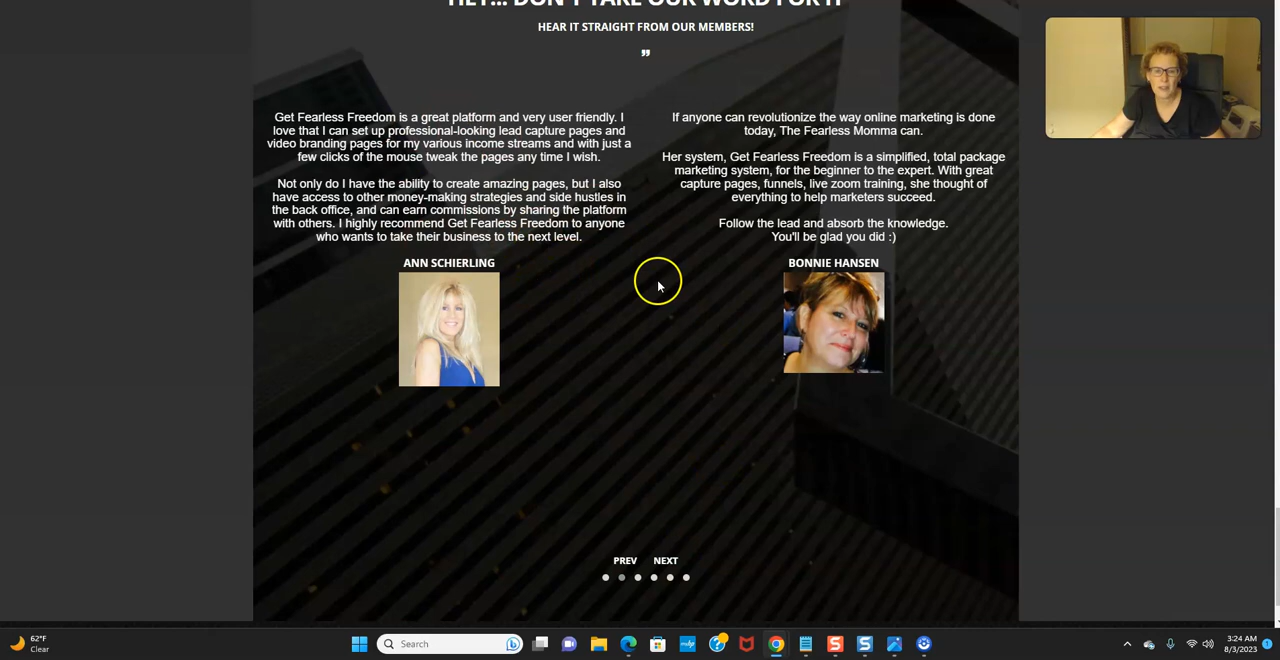 HEY... DON'T TAKE OUR WORD FOR IT
HEAR IT STRAIGHT FROM OUR MEMBERS!
”
Get Fearless Freedom is a great platform and very user friendly. I
love that I can set up professional-looking lead capture pages and
video branding pages for my various income streams and with just a
few clicks of the mouse tweak the pages any time I wish.
Not only do I have the ability to create amazing pages, but I also
have access to other money-making strategies and side hustles in
the back office, and can earn commissions by sharing the platform
with others. I highly recommend Get Fearless Freedom to anyone
who wants to take their business to the next level.
ANN SCHIERLING
If anyone can revolutionize the way online marketing is done
today, The Fearless Momma can.
Her system, Get Fearless Freedom is a simplified, total package
marketing system, for the beginner to the expert. With great
capture pages, funnels, live zoom training, she thought of
everything to help marketers succeed.
Follow the lead and absorb the knowledge.
You'll be glad you did :)
BONNIE HANSEN
PREV NEXT
62°F
Clear
Search
3:24 AM
8/3/2023